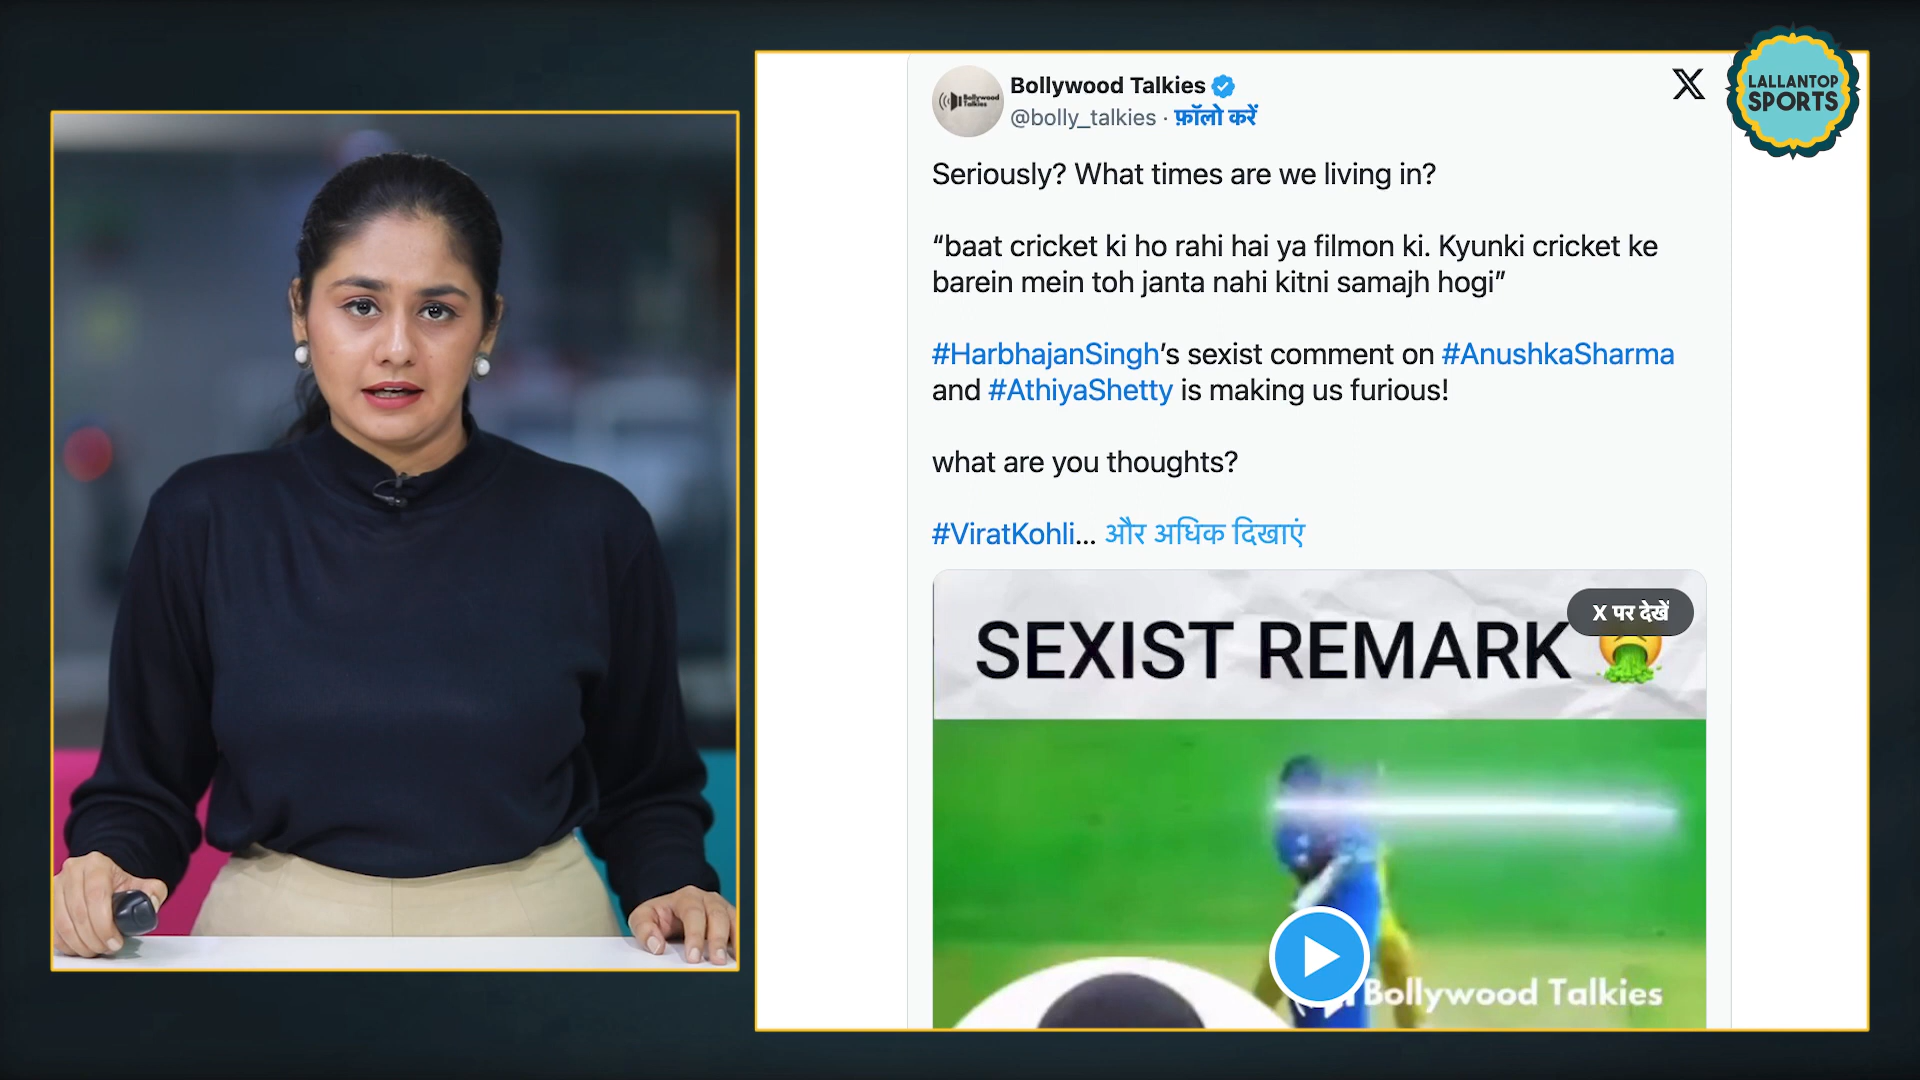 Bollywood Talkies
@bolly_talkies · फ़ॉलो करें
LALLANTOP
SPORTS
Seriously? What times are we living in?
“baat cricket ki ho rahi hai ya filmon ki. Kyunki cricket ke
barein mein toh janta nahi kitni samajh hogi”
#HarbhajanSingh’s sexist comment on #AnushkaSharma
and #AthiyaShetty is making us furious!
what are you thoughts?
#ViratKohli... और अधिक दिखाएं
X पर देखें
SEXIST REMARK
Bollywood Talkies